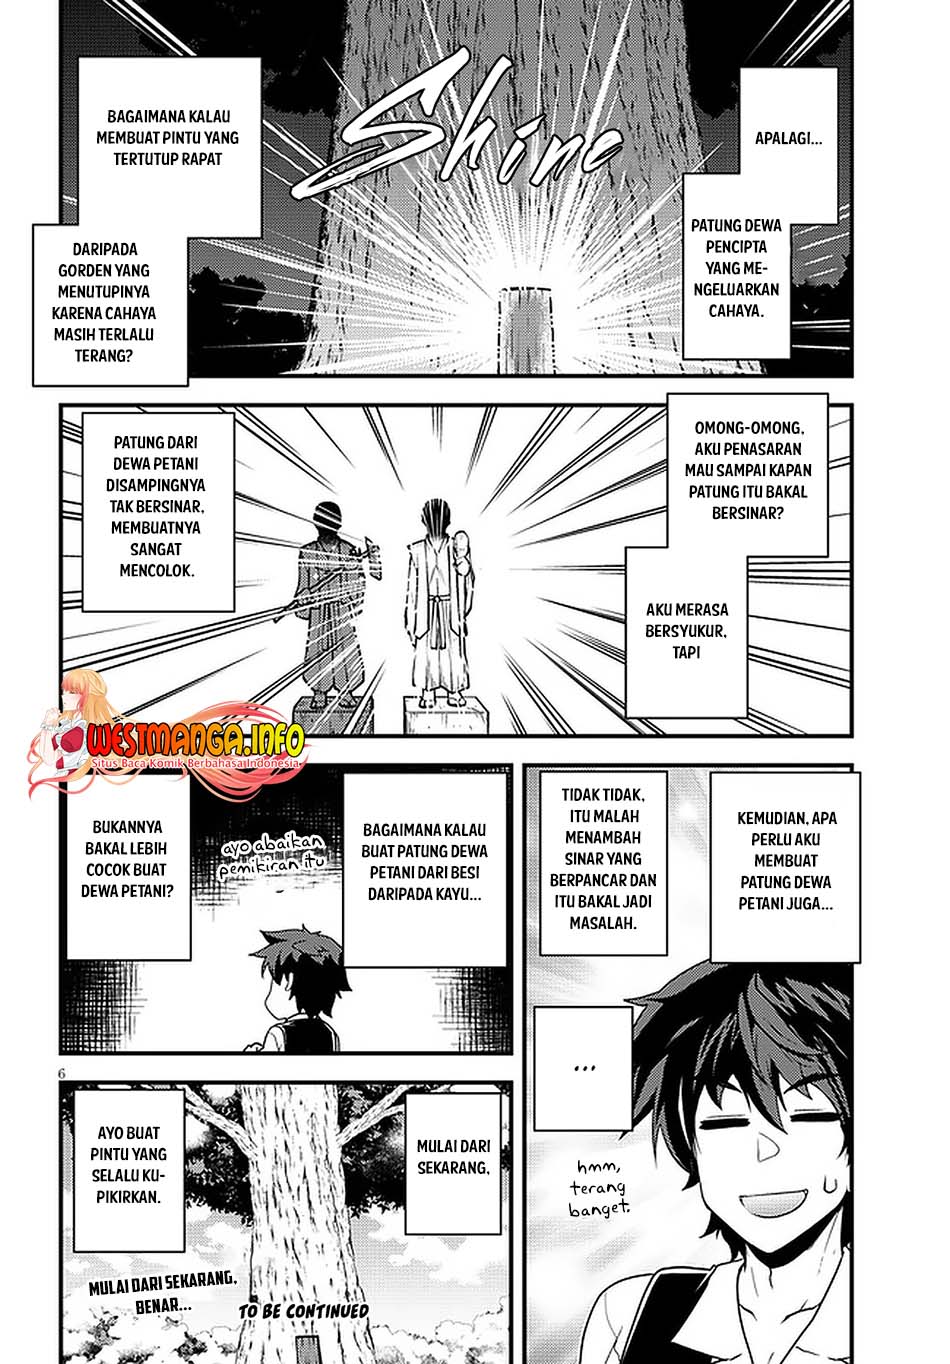 APALAGI...
PATUNG DEWA
PENCIPTA
YANG ME-
NGELUARKAN
CAHAYA.
Shine
BAGAIMANA KALAU
MEMBUAT PINTU YANG
TERTUTUP RAPAT
DARIPADA
GORDEN YANG
MENUTUPINYA
KARENA CAHAYA
MASIH TERLALU
TERANG?
OMONG-OMONG,
AKU PENASARAN
MAU SAMPAI KAPAN
PATUNG ITU BAKAL
BERSINAR?
AKU MERASA
BERSYUKUR,
TAPI
PATUNG DARI
DEWA PETANI
DISAMPINGNYA
TAK BERSINAR,
MEMBUATNYA
SANGAT
MENCOLOK.
WESTMANGA.INFO
Situs Baca Komik Berbahasa Indonesia
KEMUDIAN, APA
PERLU AKU
MEMBUAT
PATUNG DEWA
PETANI JUGA...
TIDAK TIDAK,
ITU MALAH
MENAMBAH
SINAR YANG
BERPANCAR DAN
ITU BAKAL JADI
MASALAH.
...
hmm,
terang
banget.
BAGAIMANA KALAU
BUAT PATUNG DEWA
PETANI DARI BESI
DARIPADA KAYU...
ayo abaikan
pemikiran itu
BUKANNYA
BAKAL LEBIH
COCOK BUAT
DEWA PETANI?
6
MULAI DARI
SEKARANG,
AYO BUAT
PINTU YANG
SELALU KU-
PIKIRKAN.
MULAI DARI SEKARANG,
BENAR...
TO BE CONTINUED